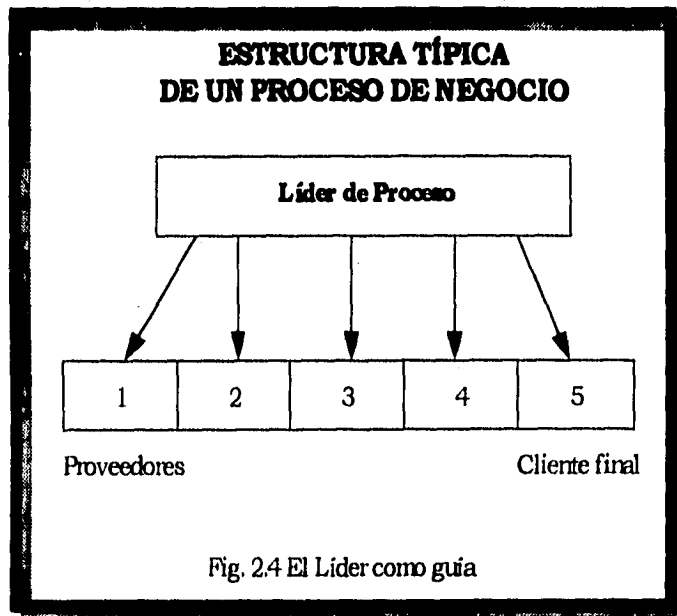 ESTRUCTURA TÍPICA
DE UN PROCESO DE NEGOCIO
Líder de Proceso
1 2 3 4 5
Proveedores Cliente final
Fig. 2.4 El Líder como guía